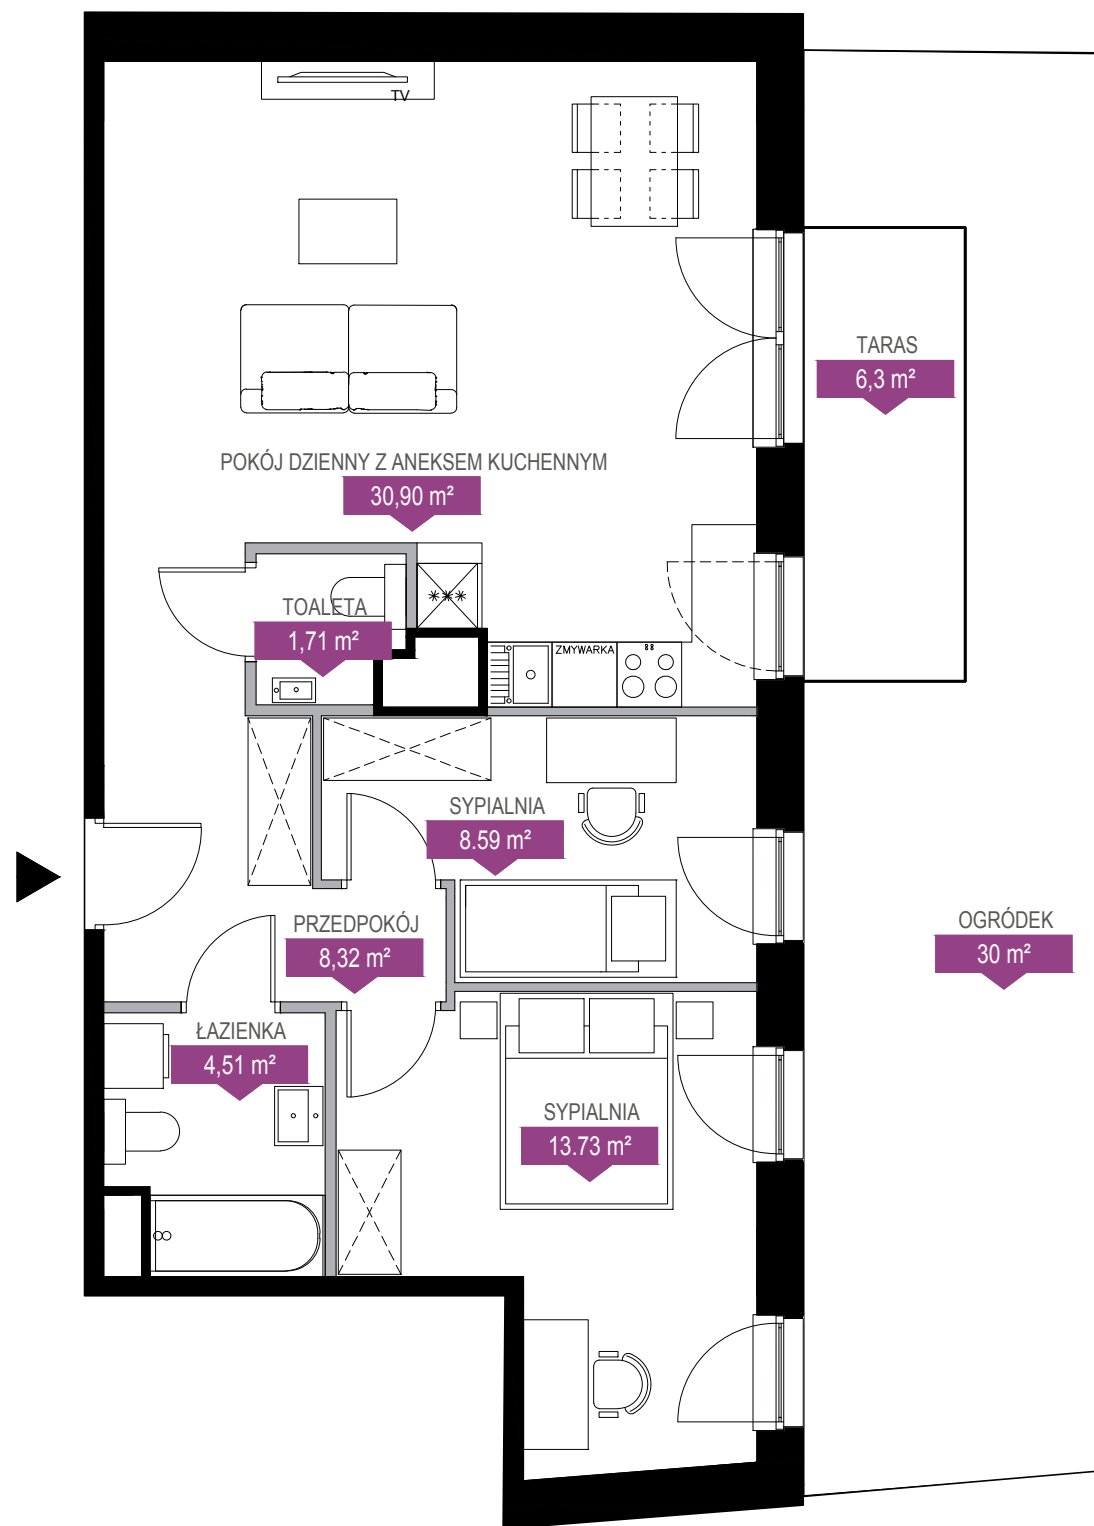 TV
TARAS
6,3 m²
POKÓJ DZIENNY Z ANEKSEM KUCHENNYM
30,90 m²
TOALETA
1,71 m²
ZMYWARKA
SYPIALNIA
8.59 m²
PRZEDPOKÓJ
8,32 m²
OGRÓDEK
30 m²
ŁAZIENKA
4,51 m²
SYPIALNIA
13.73 m²